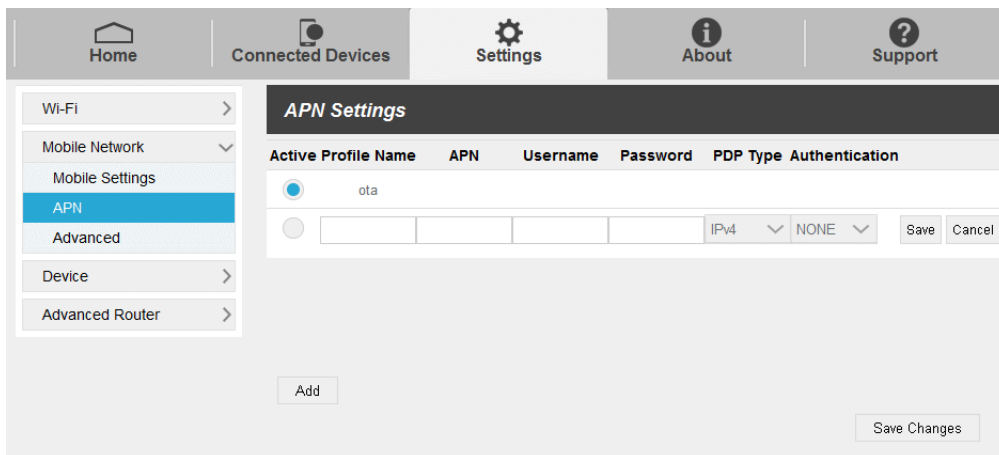 Home Connected Devices Settings About Support
Wi-Fi
Mobile Network
Mobile Settings
APN
Advanced
Device
Advanced Router
APN Settings
Active Profile Name APN Username Password PDP Type Authentication
ota
IPv4 NONE Save Cancel
Add
Save Changes